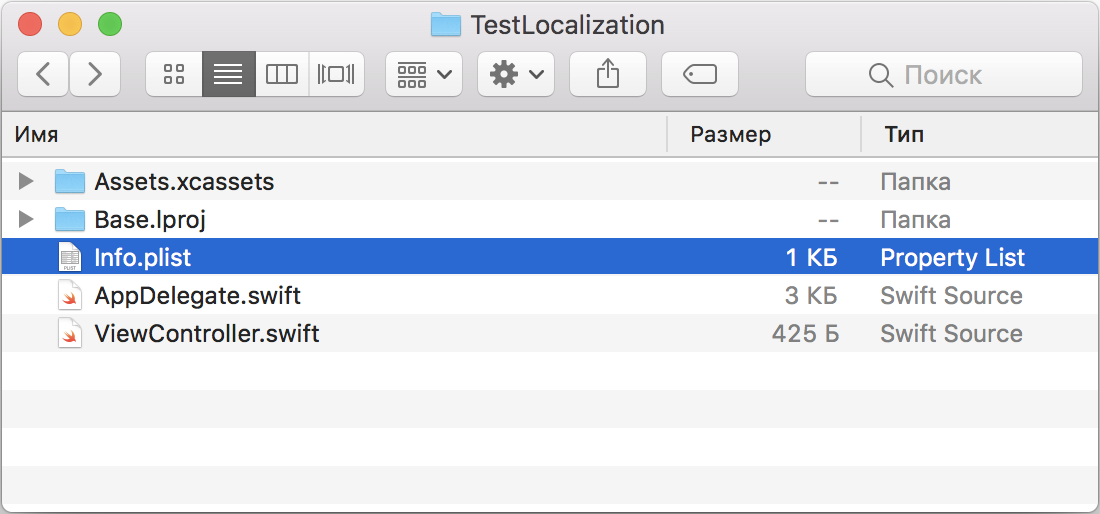 TestLocalization
Поиск
Имя Размер Тип
Assets.xcassets -- Папка
Base.lproj -- Папка
Info.plist 1 КБ Property List
AppDelegate.swift 3 КБ Swift Source
ViewController.swift 425 Б Swift Source
PLIST